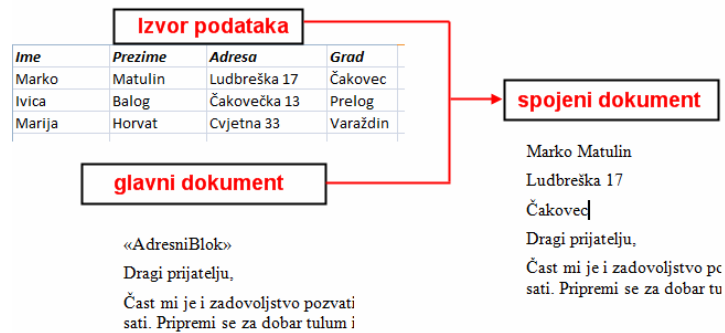 Izvor podataka
Ime Prezime Adresa Grad
Marko Matulin Ludbreška 17 Čakovec
Ivica Balog Čakovečka 13 Prelog
Marija Horvat Cvjetna 33 Varaždin
spojeni dokument
glavni dokument
«AdresniBlok»
Dragi prijatelju,
Čast mi je i zadovoljstvo pozvati
sati. Pripremi se za dobar tulum i
Marko Matulin
Ludbreška 17
Čakovec
Dragi prijatelju,
Čast mi je i zadovoljstvo
sati. Pripremi se za dobar